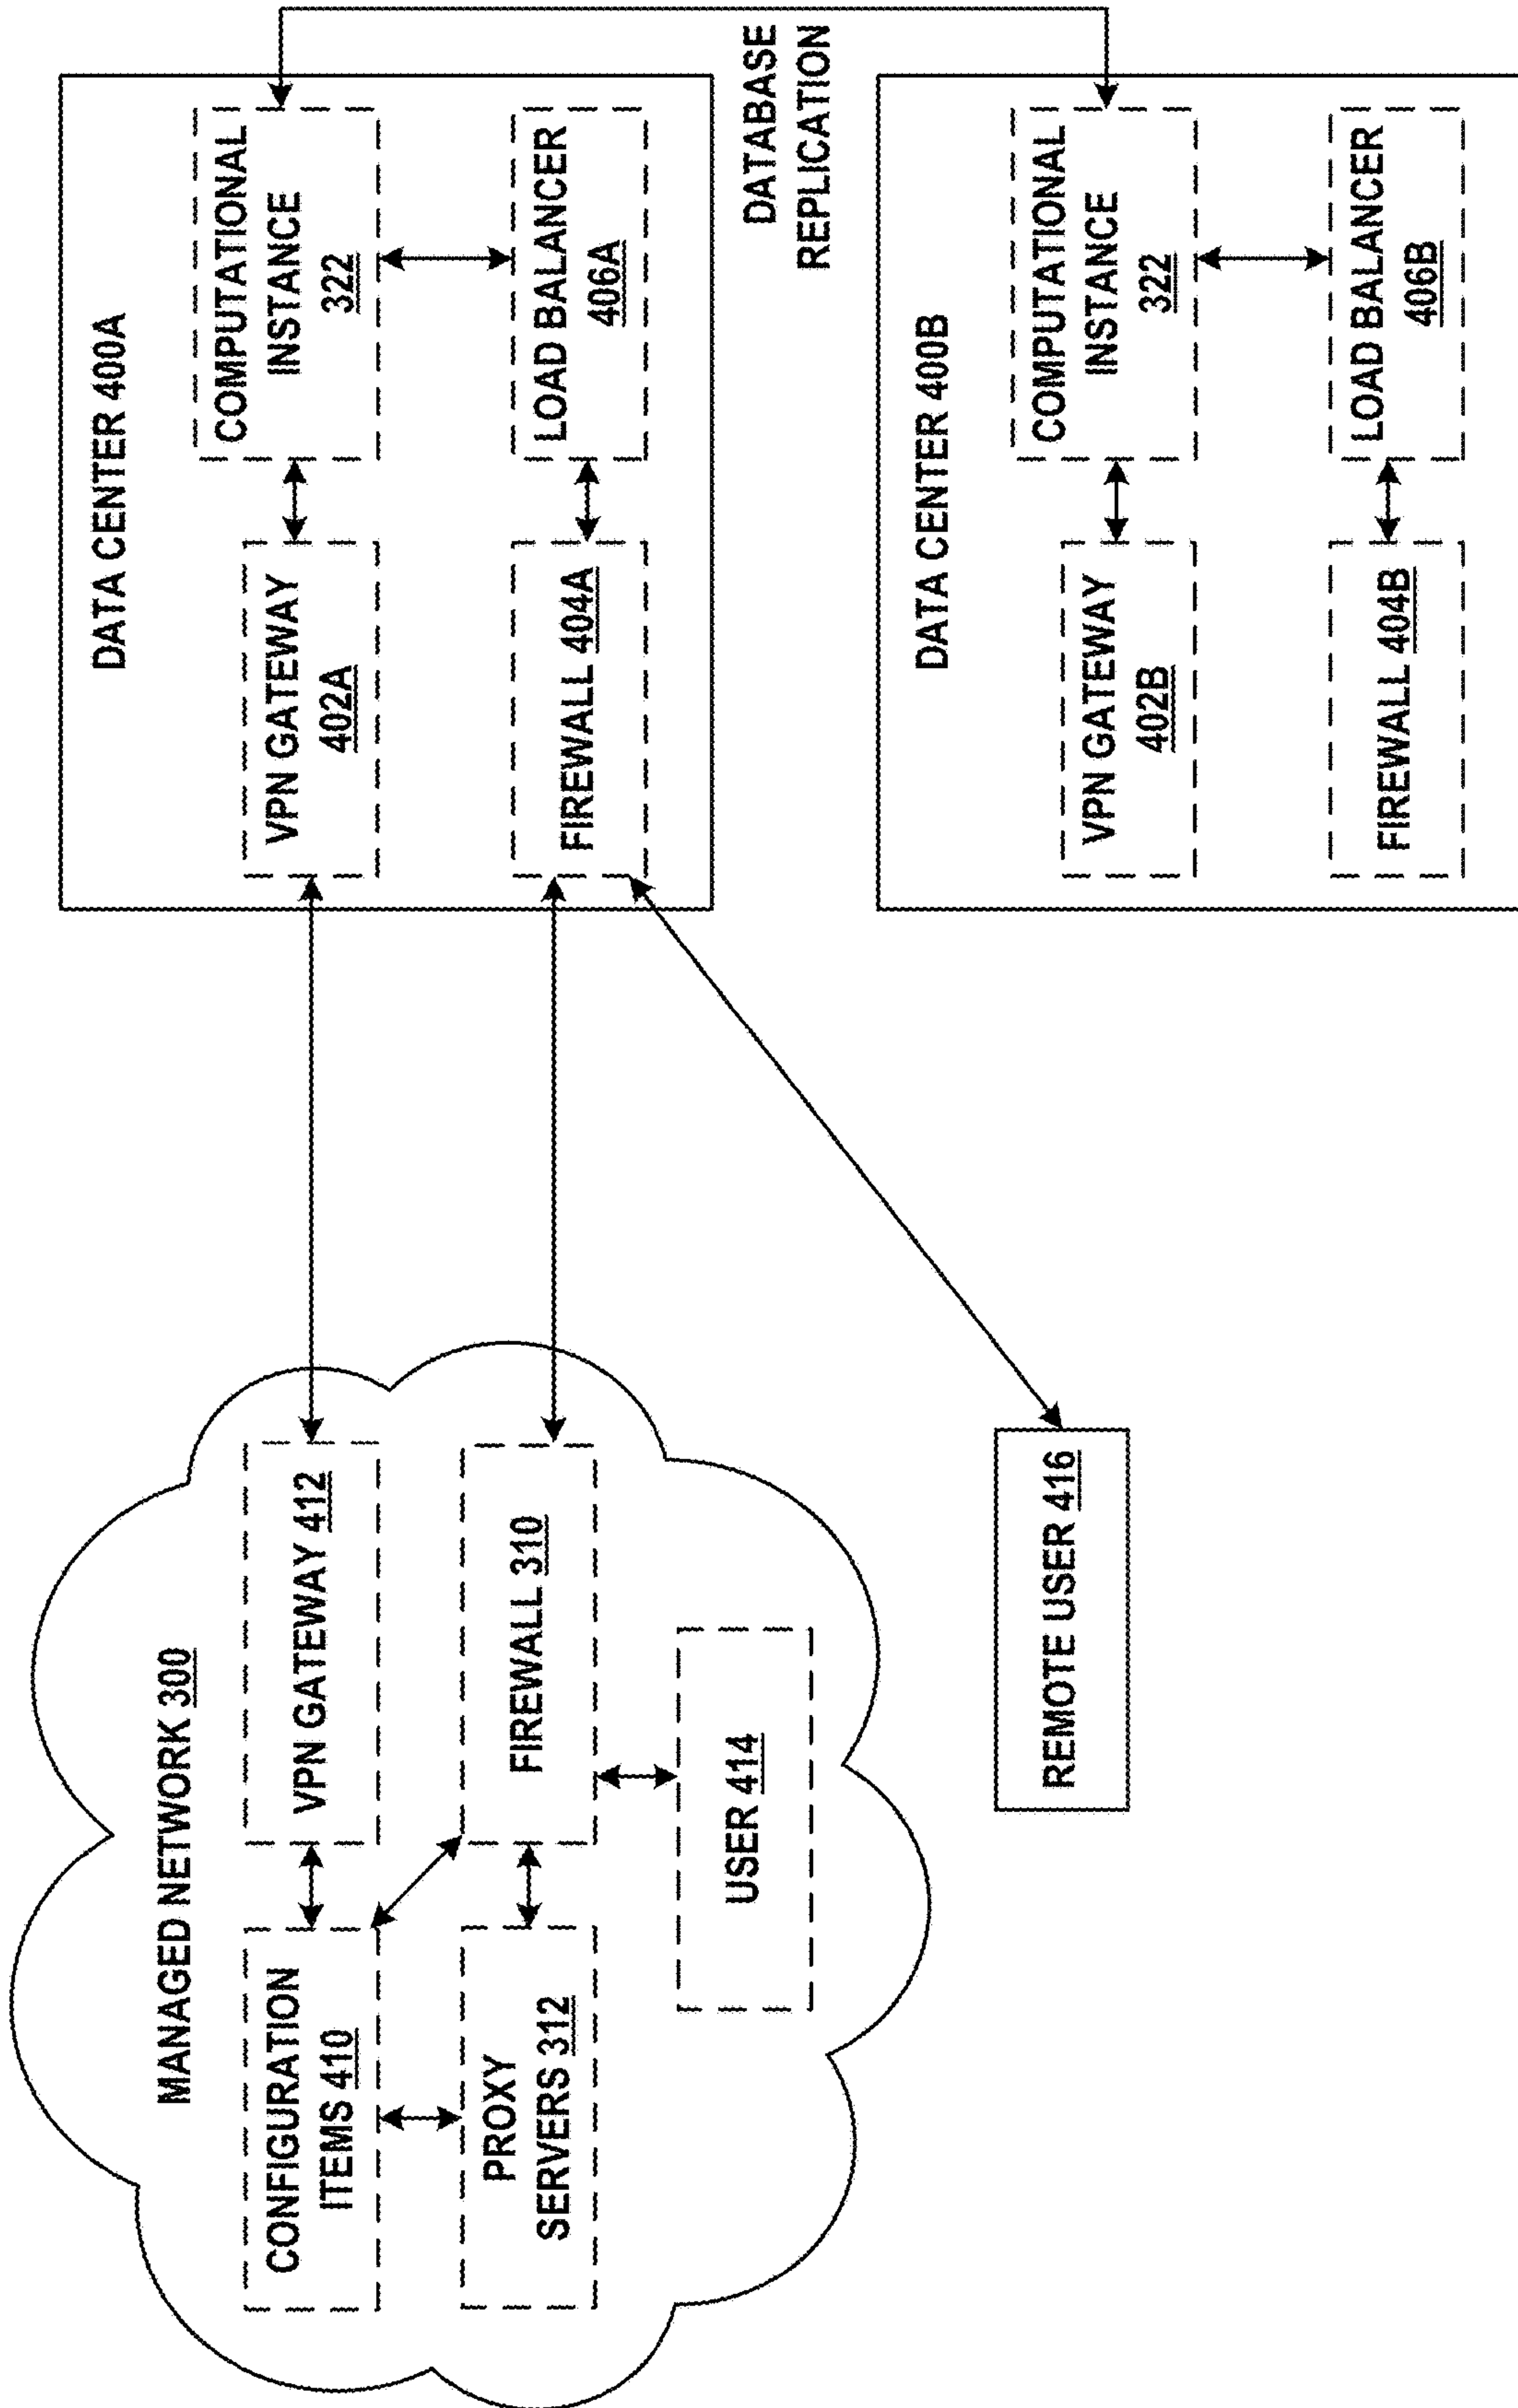 MANAGED NETWORK 300
CONFIGURATION
ITEMS 410
VPN GATEWAY 412
PROXY
SERVERS 312
FIREWALL 310
USER 414
REMOTE USER 416
DATA CENTER 400A
VPN GATEWAY
402A
COMPUTATIONAL
INSTANCE
322
FIREWALL 404A
LOAD BALANCER
406A
DATABASE
REPLICATION
DATA CENTER 400B
VPN GATEWAY
402B
COMPUTATIONAL
INSTANCE
322
FIREWALL 404B
LOAD BALANCER
406B